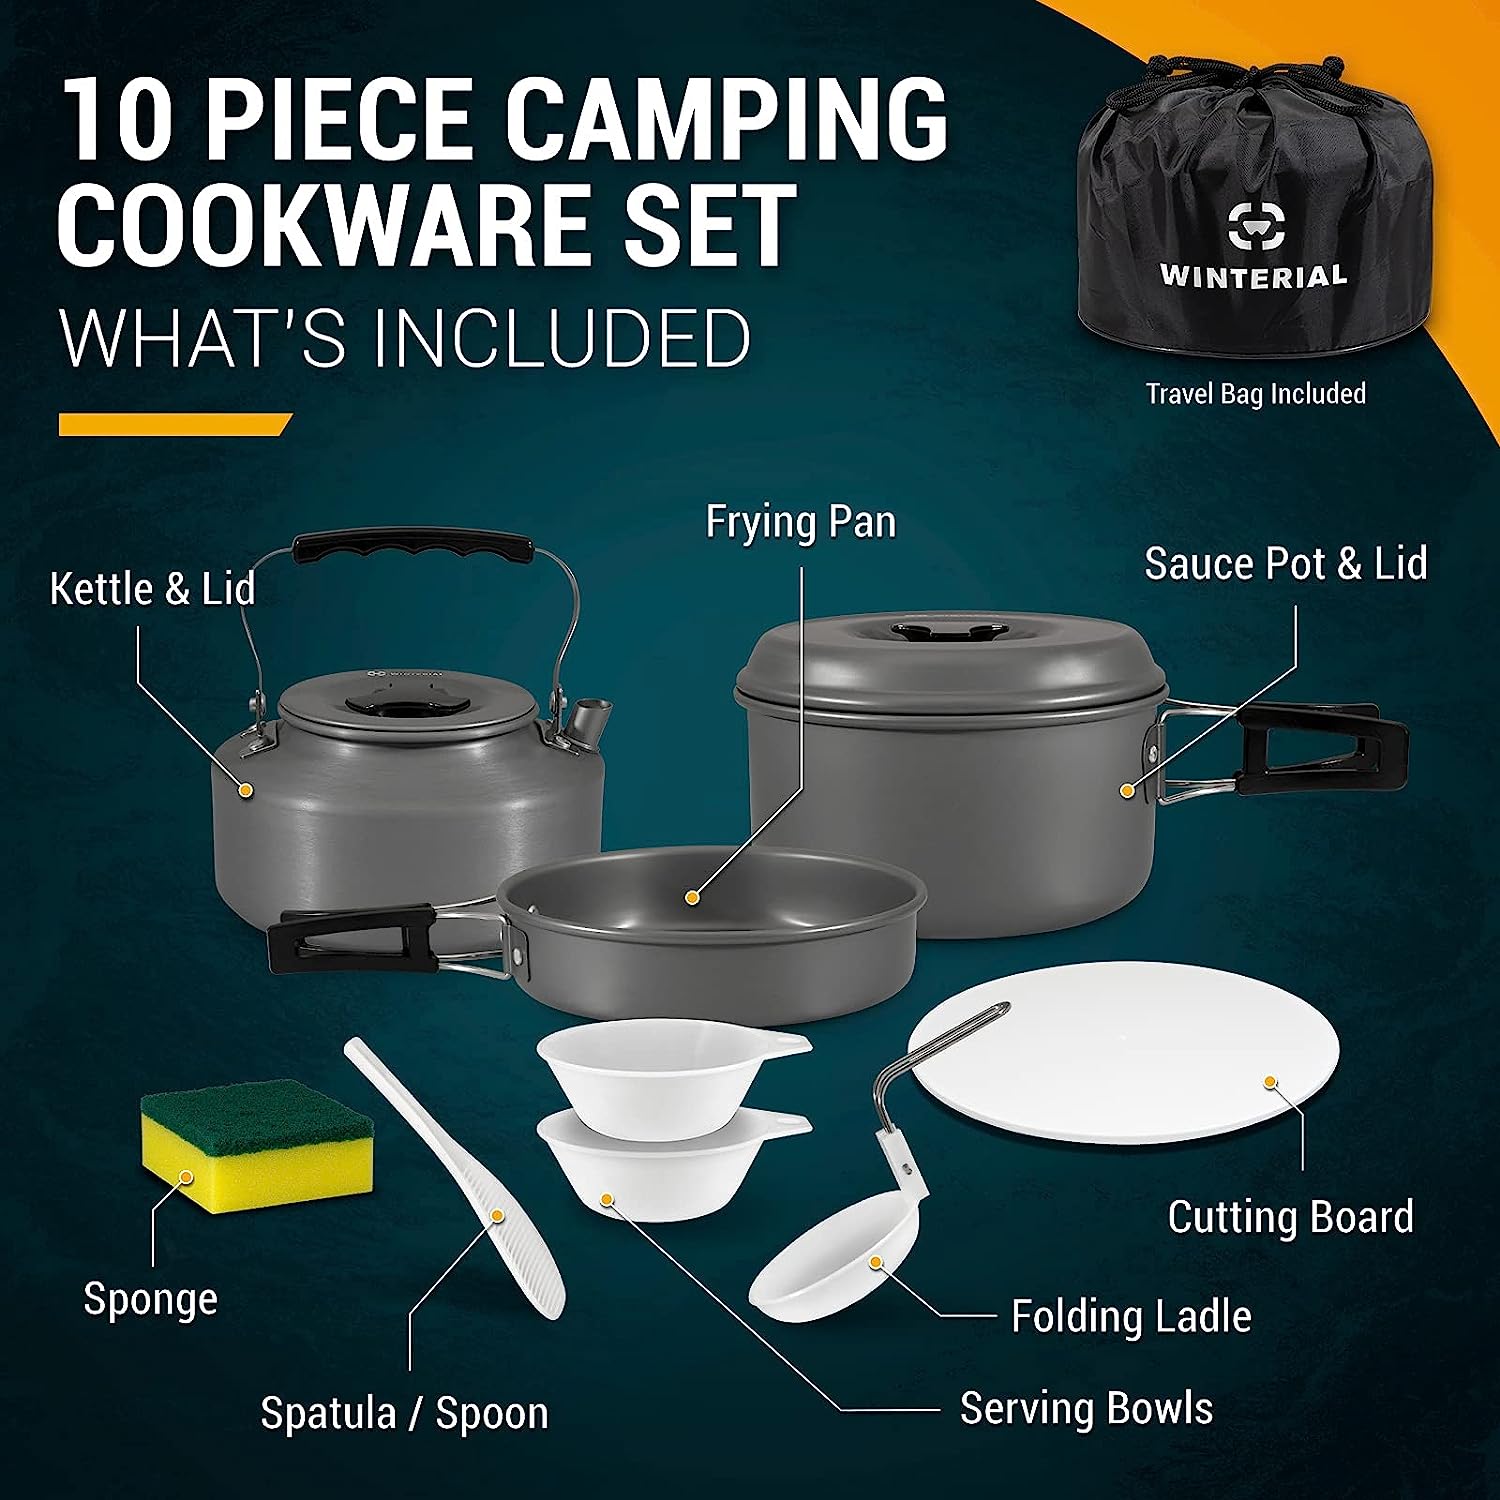 10 PIECE CAMPING
COOKWARE SET
WHAT'S INCLUDED
WINTERIAL
Travel Bag Included
Frying Pan
Sauce Pot & Lid
Kettle & Lid
WINTERIAL
Cutting Board
Sponge
Folding Ladle
Spatula / Spoon
Serving Bowls